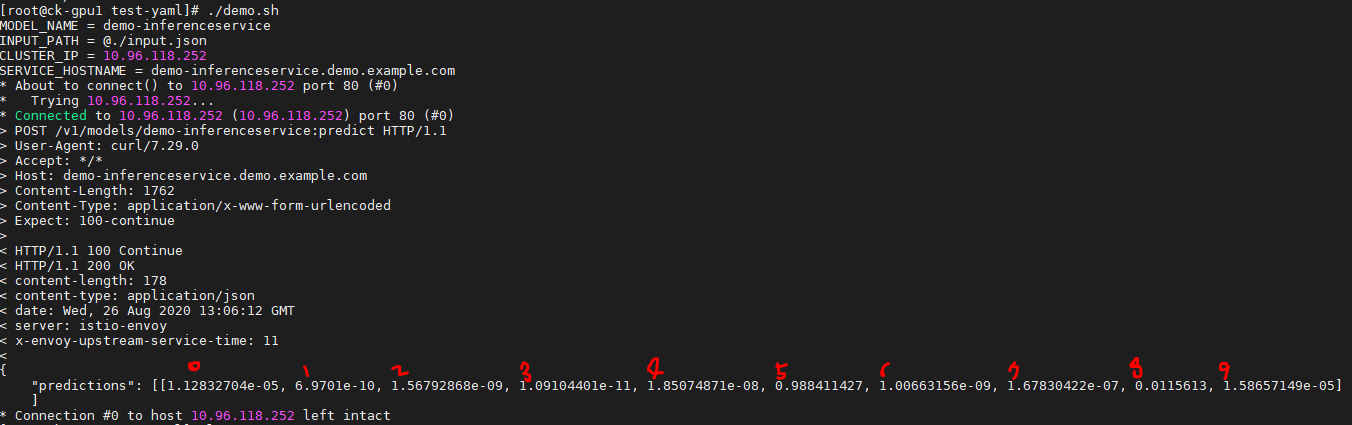 [root@ck-gpu1 test-yaml]# ./demo.sh
MODEL_NAME = demo-inferenceservice
INPUT_PATH = @./input.json
CLUSTER_IP = 10.96.118.252
SERVICE_HOSTNAME = demo-inferenceservice.demo.example.com
* About to connect() to 10.96.118.252 port 80 (#0)
*   Trying 10.96.118.252...
* Connected to 10.96.118.252 (10.96.118.252) port 80 (#0)
> POST /v1/models/demo-inferenceservice:predict HTTP/1.1
> User-Agent: curl/7.29.0
> Accept: */*
> Host: demo-inferenceservice.demo.example.com
> Content-Length: 1762
> Content-Type: application/x-www-form-urlencoded
> Expect: 100-continue
>
< HTTP/1.1 100 Continue
< HTTP/1.1 200 OK
< content-length: 178
< content-type: application/json
< date: Wed, 26 Aug 2020 13:06:12 GMT
< server: istio-envoy
< x-envoy-upstream-service-time: 11
<
0 1 2 3 4 5 6 7 8 9
{
    "predictions": [[1.12832704e-05, 6.9701e-10, 1.56792868e-09, 1.09104401e-11, 1.85074871e-08, 0.988411427, 1.00663156e-09, 1.67830422e-07, 0.0115613, 1.58657149e-05]
    ]
* Connection #0 to host 10.96.118.252 left intact